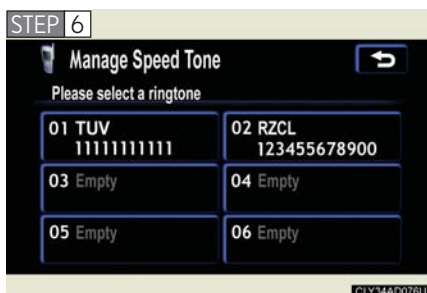 STEP 6
Manage Speed Tone
Please select a ringtone
01 TUV
11111111111
02 RZCL
123455678900
03 Empty
04 Empty
05 Empty
06 Empty
CLY34AD076U